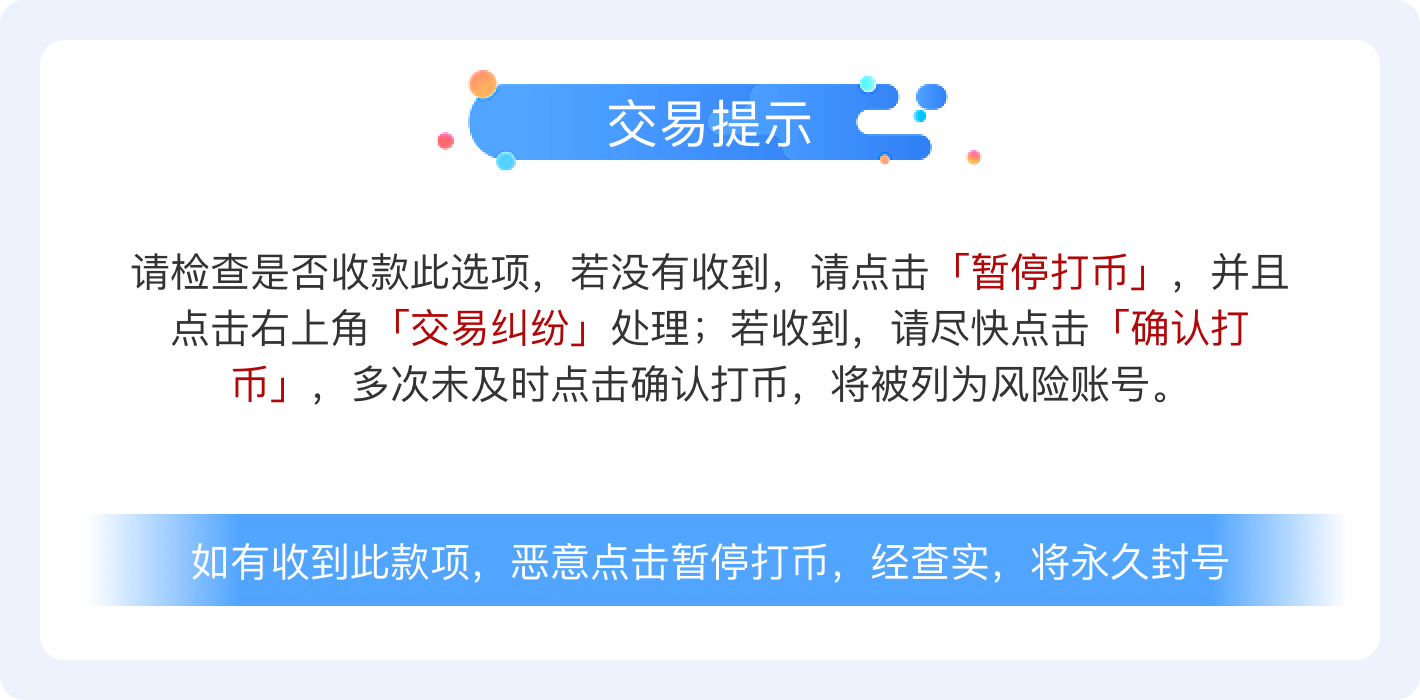 交易提示
请检查是否收款此选项，若没有收到，请点击「暂停打币」，并且
点击右上角「交易纠纷」处理；若收到，请尽快点击「确认打
币」，多次未及时点击确认打币，将被列为风险账号。
如有收到此款项，恶意点击暂停打币，经查实，将永久封号